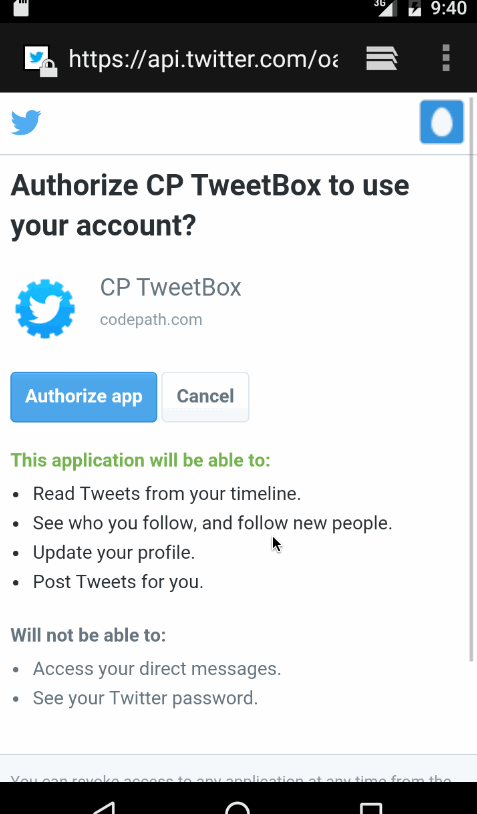 3G 9:40
https://api.twitter.com/oa
Authorize CP TweetBox to use
your account?
CP TweetBox
codepath.com
Authorize app Cancel
This application will be able to:
• Read Tweets from your timeline.
• See who you follow, and follow new people.
• Update your profile.
• Post Tweets for you.
Will not be able to:
• Access your direct messages.
• See your Twitter password.
You can revoke access to any application at any time from the